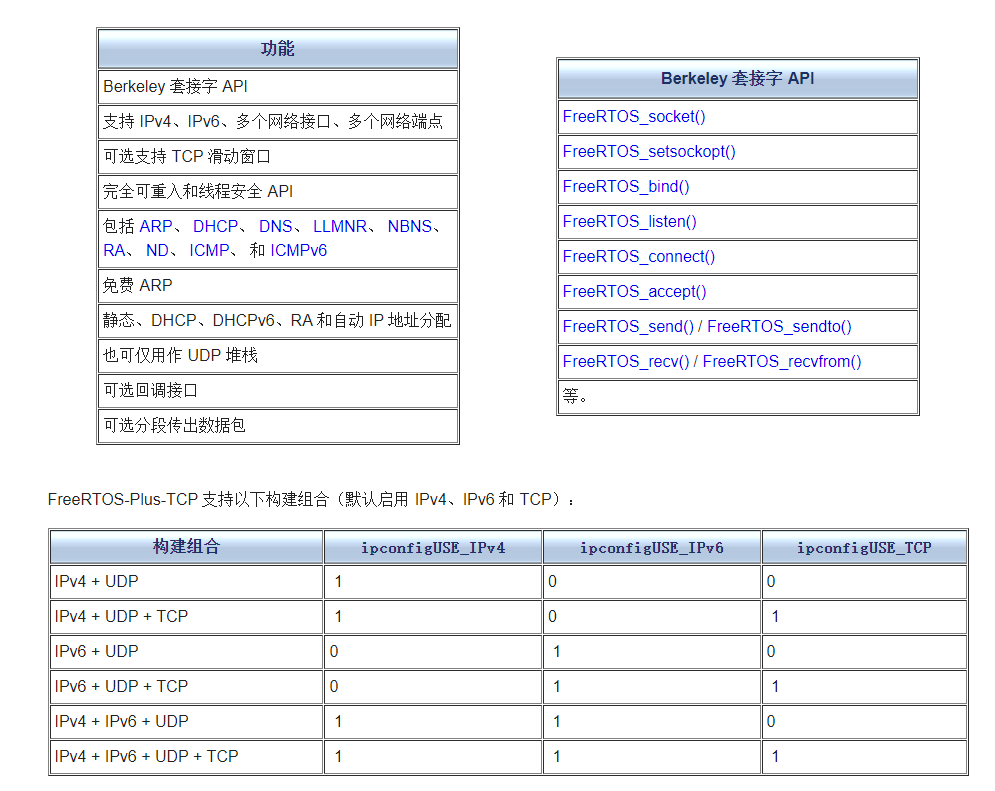 功能
Berkeley 套接字 API
支持 IPv4、IPv6、多个网络接口、多个网络端点
可选支持 TCP 滑动窗口
完全可重入和线程安全 API
包括 ARP、 DHCP、 DNS、 LLMNR、 NBNS、
RA、 ND、 ICMP、 和 ICMPv6
免费 ARP
静态、DHCP、DHCPv6、RA 和自动 IP 地址分配
也可仅用作 UDP 堆栈
可选回调接口
可选分段传出数据包
Berkeley 套接字 API
FreeRTOS_socket()
FreeRTOS_setsockopt()
FreeRTOS_bind()
FreeRTOS_listen()
FreeRTOS_connect()
FreeRTOS_accept()
FreeRTOS_send() / FreeRTOS_sendto()
FreeRTOS_recv() / FreeRTOS_recvfrom()
等。
FreeRTOS-Plus-TCP 支持以下构建组合（默认启用 IPv4、IPv6 和 TCP）：
构建组合 ipconfigUSE_IPv4 ipconfigUSE_IPv6 ipconfigUSE_TCP
IPv4 + UDP 1 0 0
IPv4 + UDP + TCP 1 0 1
IPv6 + UDP 0 1 0
IPv6 + UDP + TCP 0 1 1
IPv4 + IPv6 + UDP 1 1 0
IPv4 + IPv6 + UDP + TCP 1 1 1